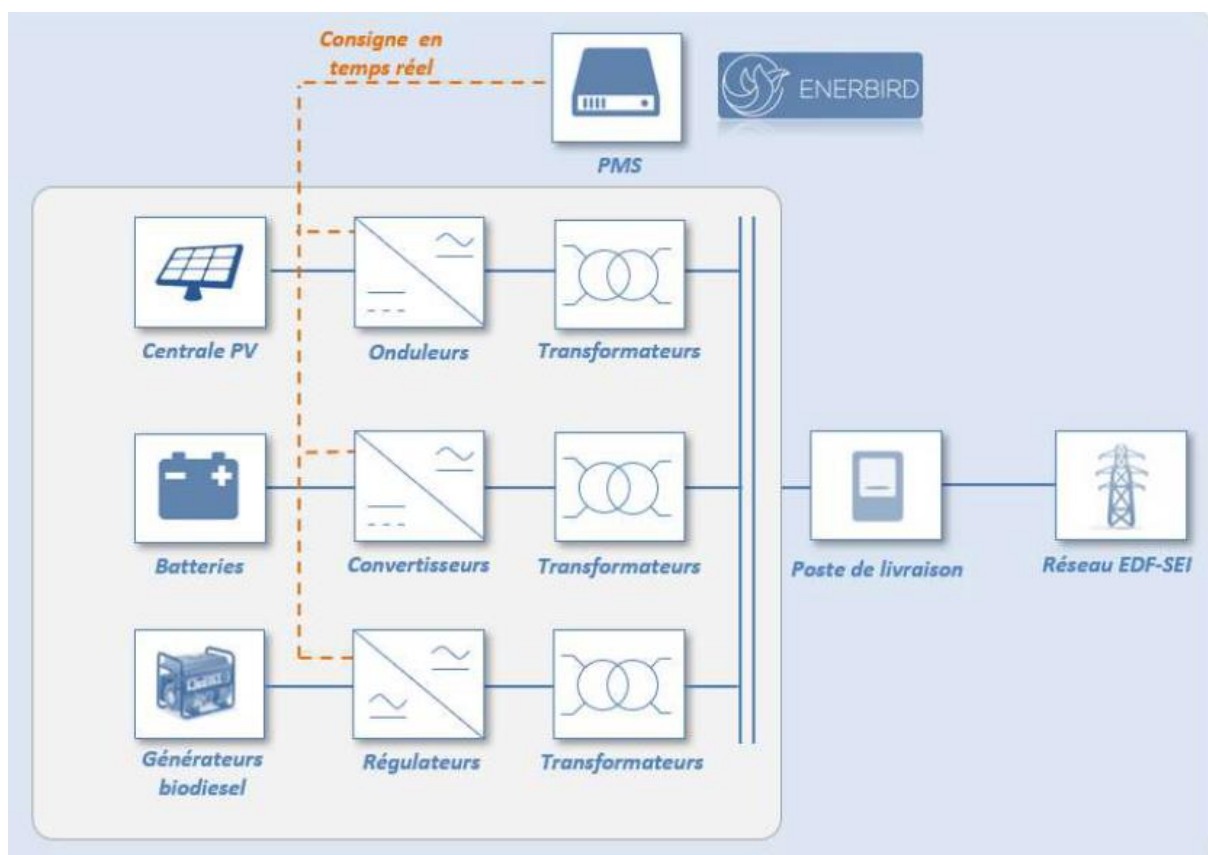 Consigne en
temps réel
ENERBIRD
PMS
Centrale PV
Onduleurs
Transformateurs
Batteries
Convertisseurs
Transformateurs
Poste de livraison
Réseau EDF-SEI
Générateurs
biodiesel
Régulateurs
Transformateurs